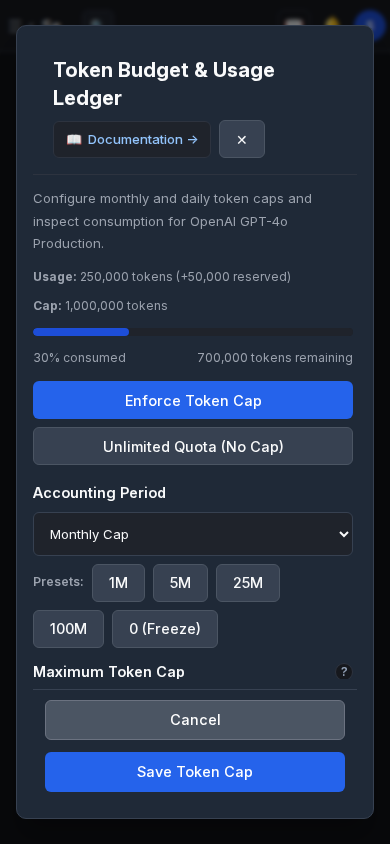 Token Budget & Usage
Ledger
📖 Documentation →
×
Configure monthly and daily token caps and
inspect consumption for OpenAI GPT-4o
Production.
Usage: 250,000 tokens (+50,000 reserved)
Cap: 1,000,000 tokens
30% consumed 700,000 tokens remaining
Enforce Token Cap
Unlimited Quota (No Cap)
Accounting Period
Monthly Cap
Presets: 1M 5M 25M
100M 0 (Freeze)
Maximum Token Cap ?
Cancel
Save Token Cap